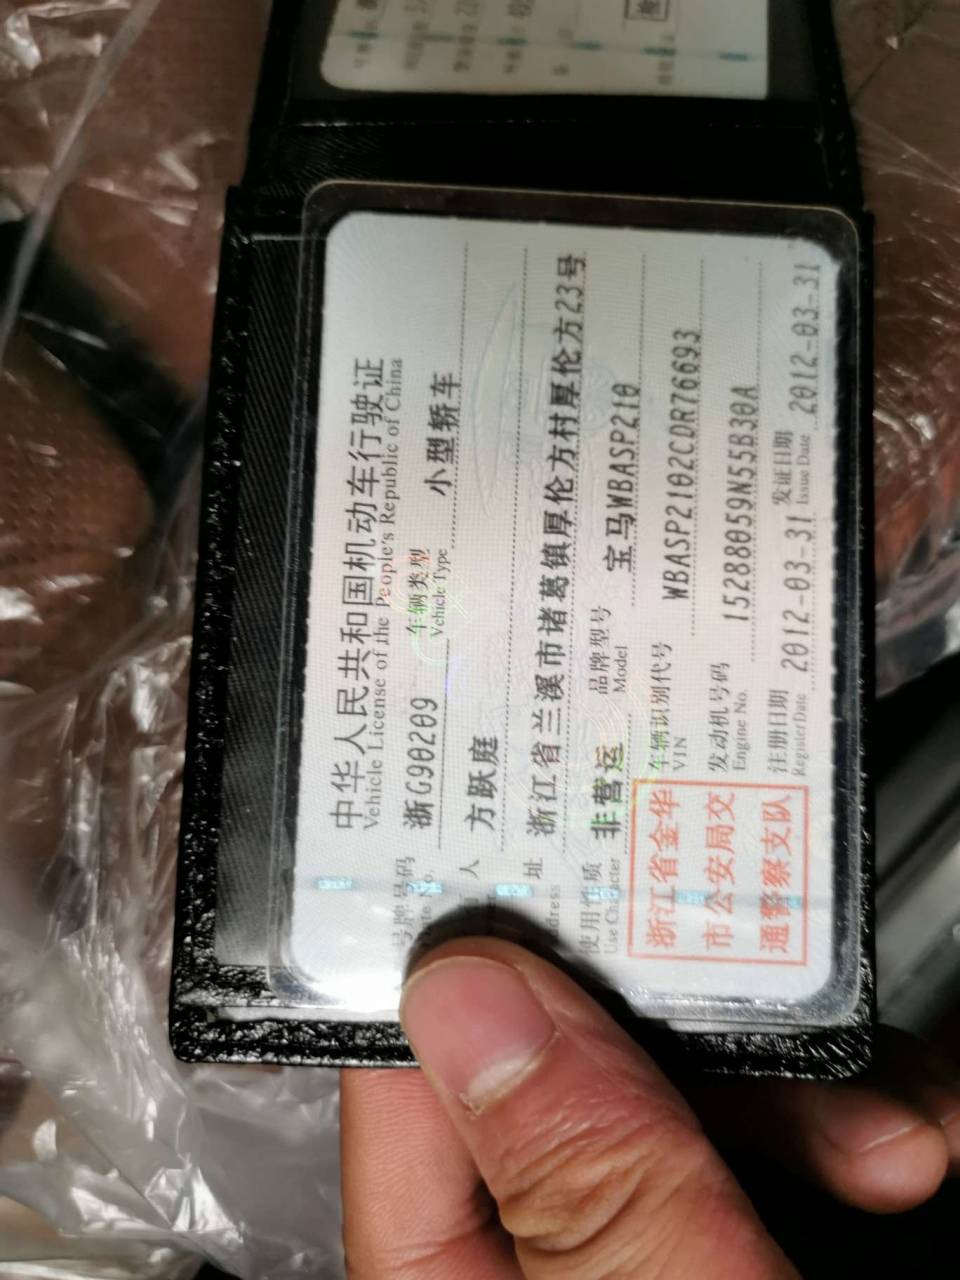 中华人民共和国机动车行驶证
Vehicle License of the People's Republic of China
号牌号码 浙G90209 车辆类型 小型轿车
No. Vehicle Type
人 方跃庭
址 浙江省兰溪市诸葛镇厚伦方村厚伦方23号
使用性质 非营运 品牌型号 宝马WBASP210
Use Character Model
浙江省金华
市公安局交
通警察支队
车辆识别代号 WBASP2102CDR76693
VIN
发动机号码 15288059N55B30A
Engine No.
注册日期 2012-03-31 发证日期 2012-03-31
Register Date Issue Date